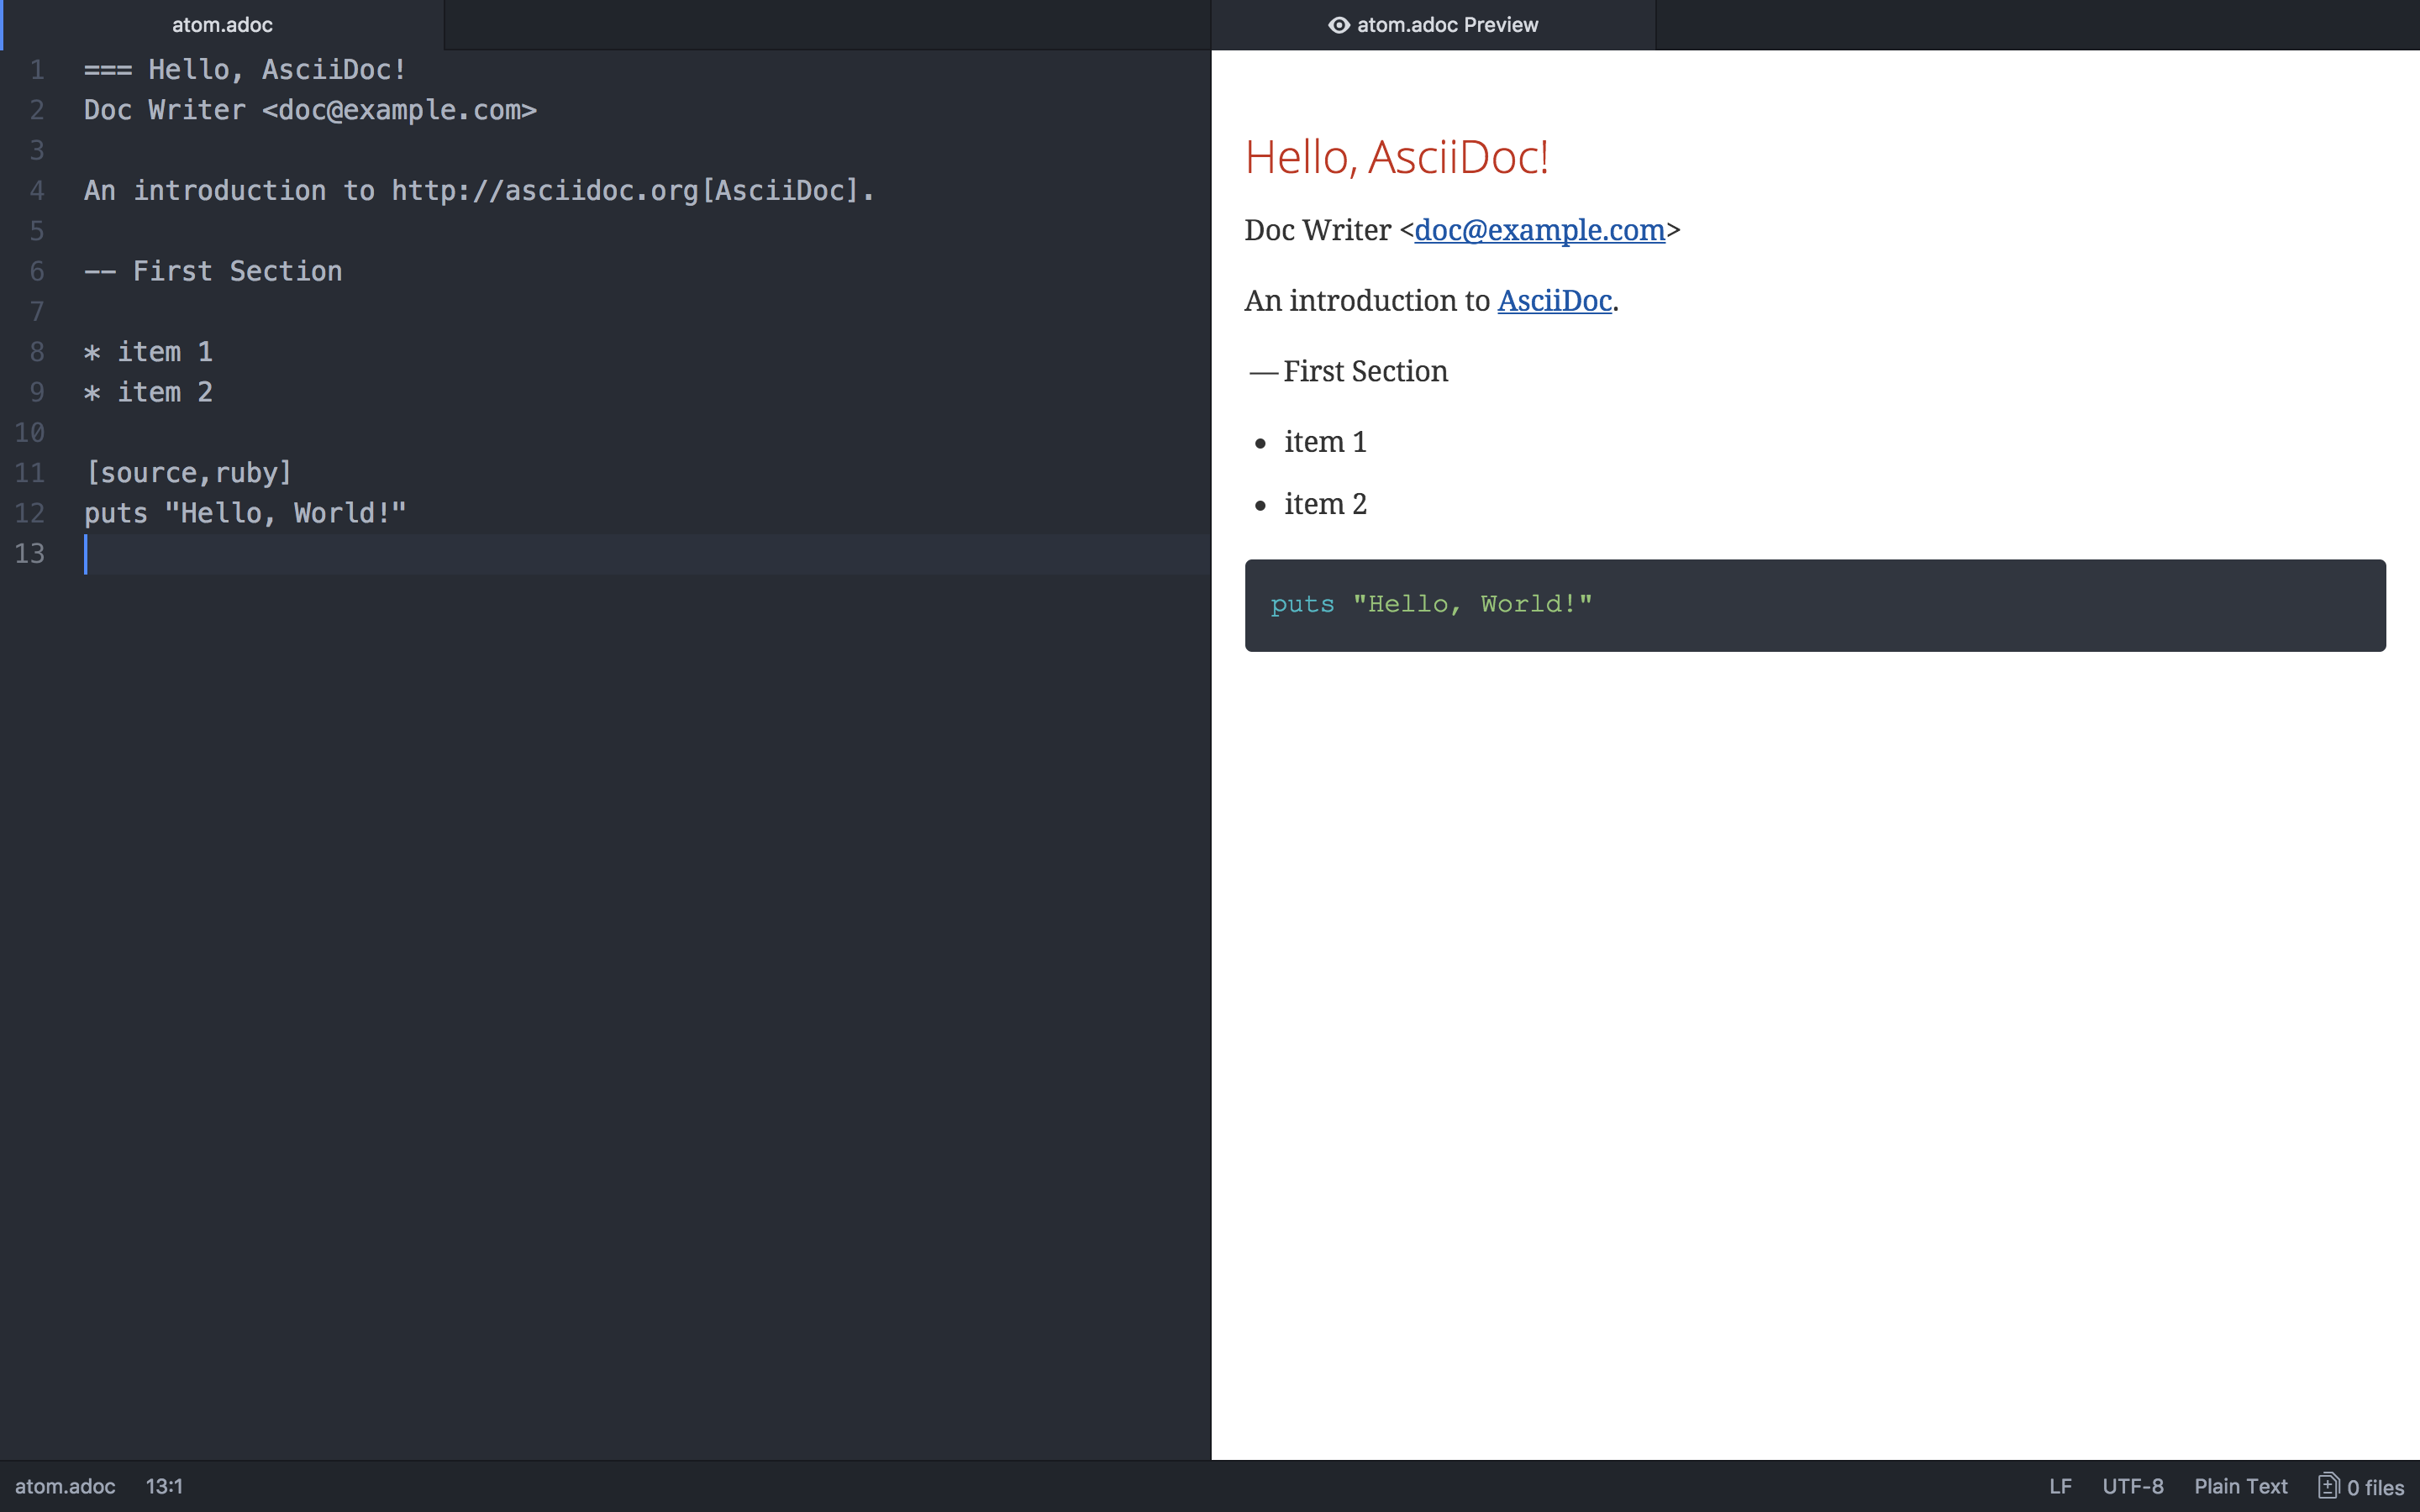 atom.adoc
1 === Hello, AsciiDoc!
2 Doc Writer <doc@example.com>
3
4 An introduction to http://asciidoc.org[AsciiDoc].
5
6 -- First Section
7
8 * item 1
9 * item 2
10
11 [source,ruby]
12 puts "Hello, World!"
13
atom.adoc Preview
Hello, AsciiDoc!
Doc Writer <doc@example.com>
An introduction to AsciiDoc.
— First Section
• item 1
• item 2
puts "Hello, World!"
atom.adoc 13:1 LF UTF-8 Plain Text 0 files